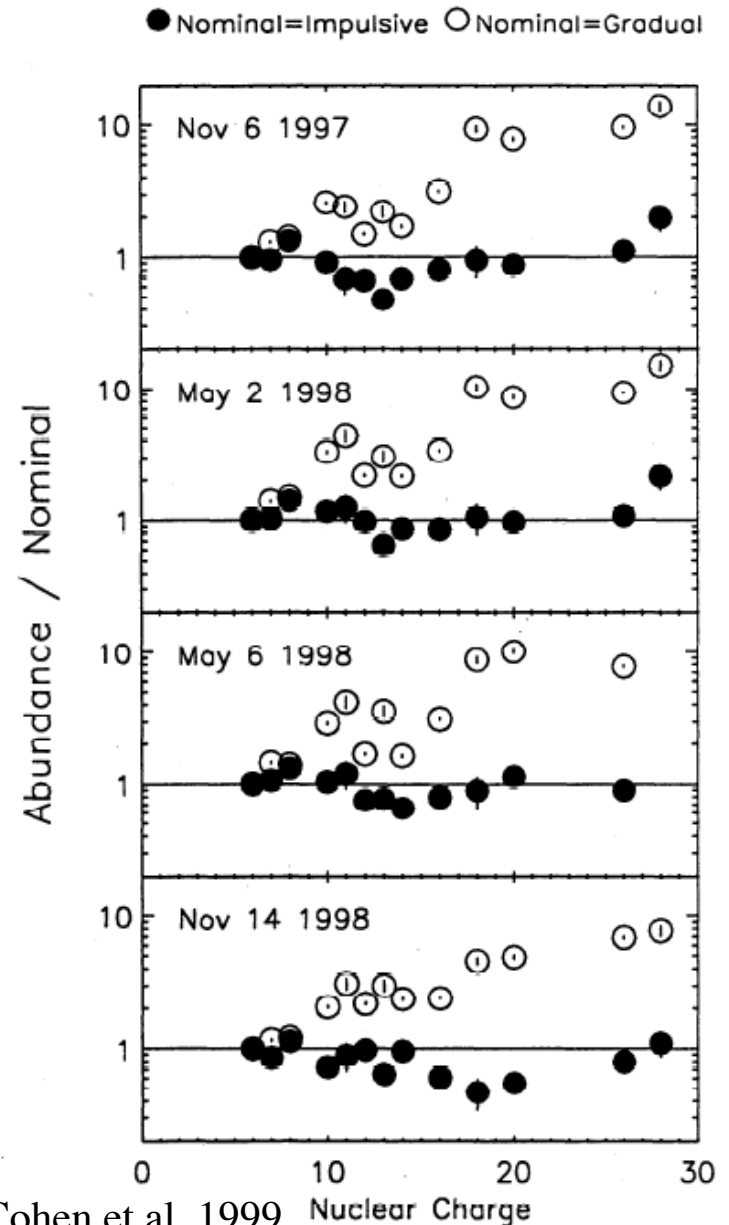 ● Nominal=Impulsive ○ Nominal=Gradual
Nov 6 1997
10
1
May 2 1998
10
1
May 6 1998
10
1
Nov 14 1998
10
1
Abundance / Nominal
0 10 20 30
Cohen et al. 1999 Nuclear Charge